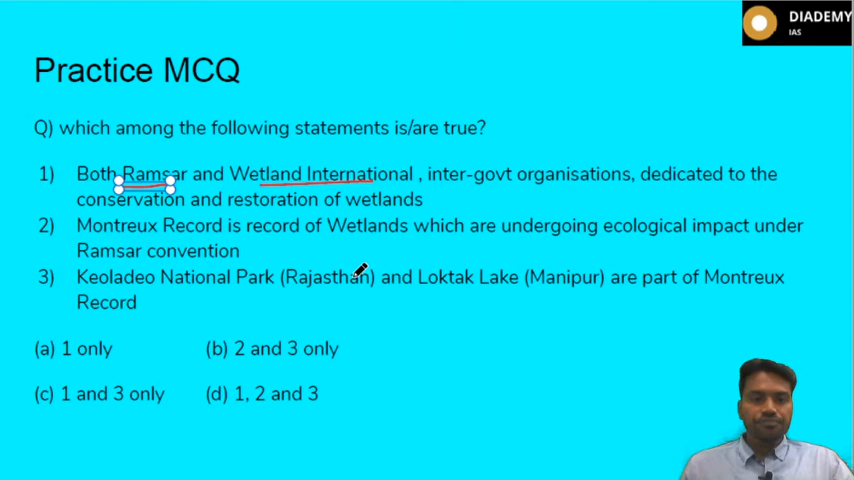 DIADEMY
IAS
Practice MCQ
Q) which among the following statements is/are true?
1) Both Ramsar and Wetland International , inter-govt organisations, dedicated to the
conservation and restoration of wetlands
2) Montreux Record is record of Wetlands which are undergoing ecological impact under
Ramsar convention
3) Keoladeo National Park (Rajasthan) and Loktak Lake (Manipur) are part of Montreux
Record
(a) 1 only (b) 2 and 3 only
(c) 1 and 3 only (d) 1, 2 and 3